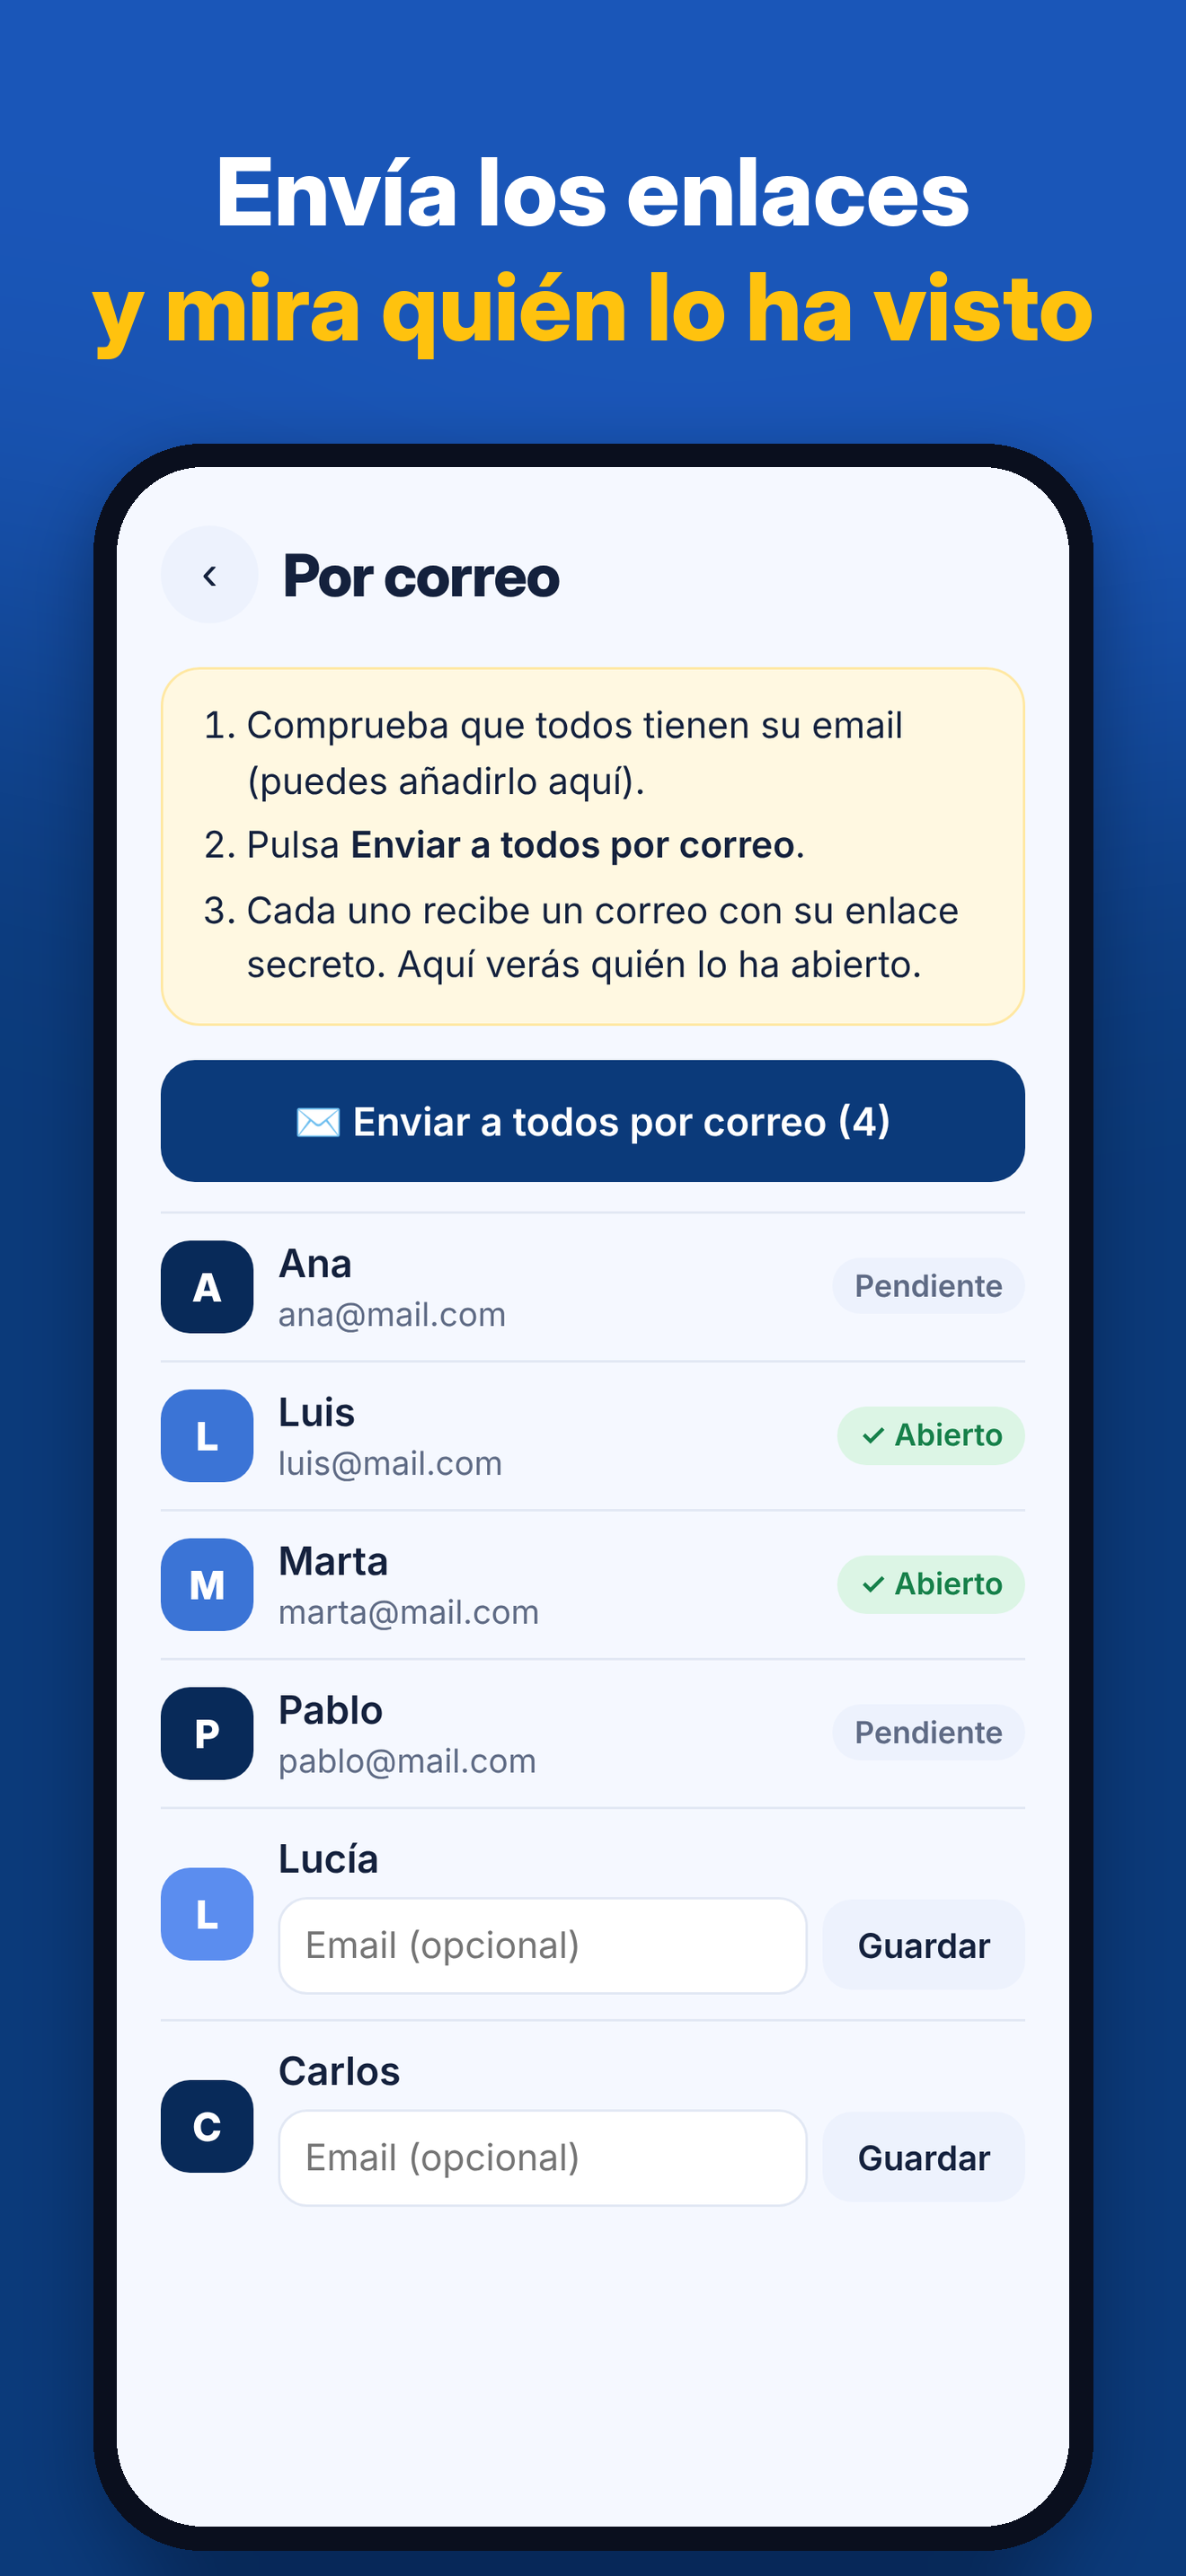 Envía los enlaces
y mira quién lo ha visto
‹ Por correo
1. Comprueba que todos tienen su email
(puedes añadirlo aquí).
2. Pulsa Enviar a todos por correo.
3. Cada uno recibe un correo con su enlace
secreto. Aquí verás quién lo ha abierto.
✉️ Enviar a todos por correo (4)
A
Ana
ana@mail.com
Pendiente
L
Luis
luis@mail.com
✓ Abierto
M
Marta
marta@mail.com
✓ Abierto
P
Pablo
pablo@mail.com
Pendiente
L
Lucía
Email (opcional)
Guardar
C
Carlos
Email (opcional)
Guardar